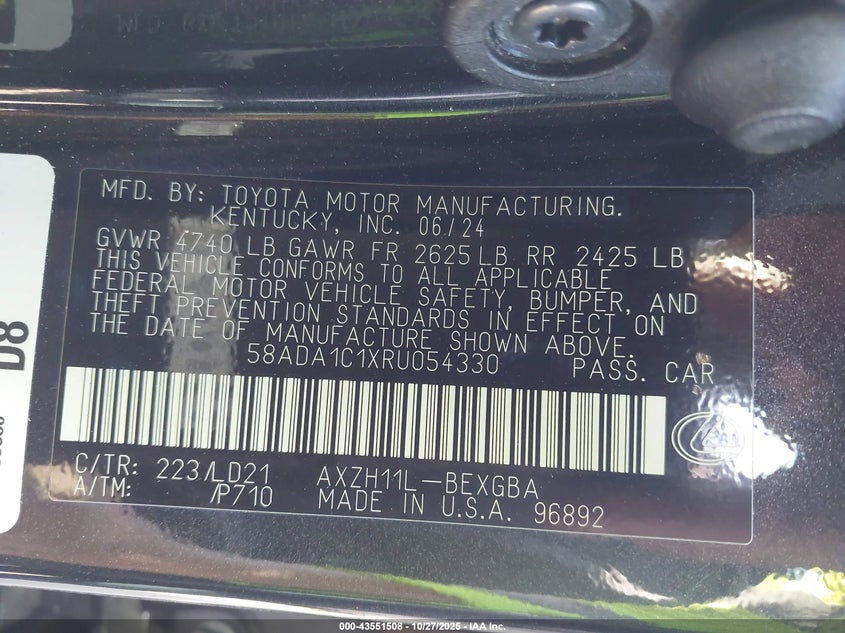 MFD. BY: TOYOTA MOTOR MANUFACTURING.
KENTUCKY, INC. 06/24
GVWR 4740 LB GAWR FR 2625 LB RR 2425 LB
THIS VEHICLE CONFORMS TO ALL APPLICABLE
FEDERAL MOTOR VEHICLE SAFETY, BUMPER, AND
THEFT PREVENTION STANDARDS IN EFFECT ON
THE DATE OF MANUFACTURE SHOWN ABOVE.
58ADA1C1XRU054330 PASS. CAR
C/TR: 223/LD21 AXZH11L-BEXGBA
A/TM: /P710 MADE IN U.S.A. 96892
D8
000-43551508 - 10/27/2025 - IAA Inc.